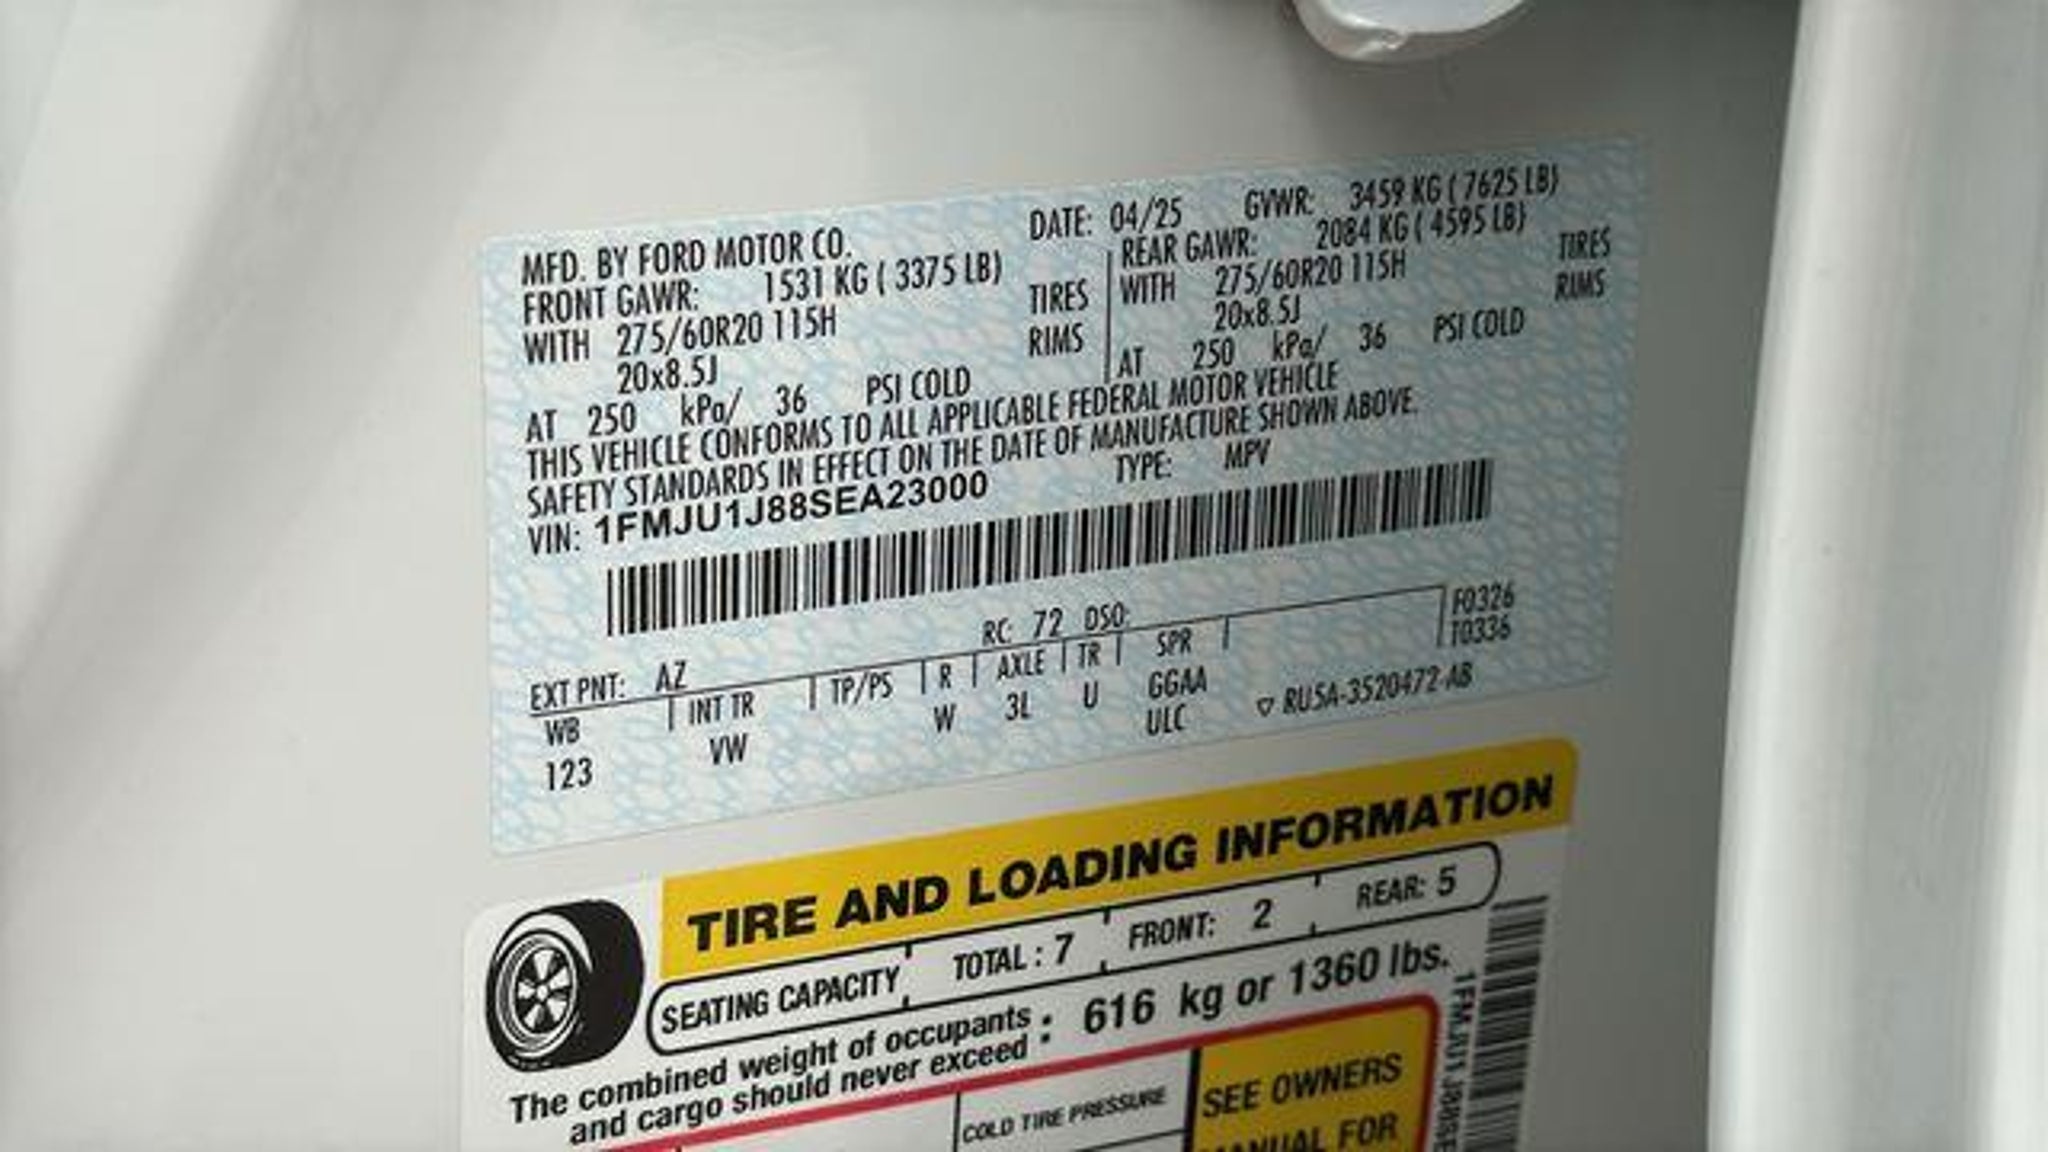 DATE: 04/25 GVWR: 3459 KG ( 7625 LB)
MFD. BY FORD MOTOR CO.
FRONT GAWR: 1531 KG ( 3375 LB)
WITH 275/60R20 115H TIRES
20x8.5J RIMS
AT 250 kPa/ 36 PSI COLD
REAR GAWR: 2084 KG ( 4595 LB)
WITH 275/60R20 115H TIRES
20x8.5J RIMS
AT 250 kPa/ 36 PSI COLD
THIS VEHICLE CONFORMS TO ALL APPLICABLE FEDERAL MOTOR VEHICLE
SAFETY STANDARDS IN EFFECT ON THE DATE OF MANUFACTURE SHOWN ABOVE.
VIN: 1FMJU1J88SEA23000 TYPE: MPV
EXT PNT: AZ RC: 72 DSO: F0326
T0336
WB INT TR TP/PS R AXLE TR SPR
123 VW W 3L U GGAA
ULC
▽ RU5A-3520472-AB
TIRE AND LOADING INFORMATION
SEATING CAPACITY TOTAL : 7 FRONT: 2 REAR: 5
The combined weight of occupants
and cargo should never exceed : 616 kg or 1360 lbs.
COLD TIRE PRESSURE
SEE OWNERS
MANUAL FOR